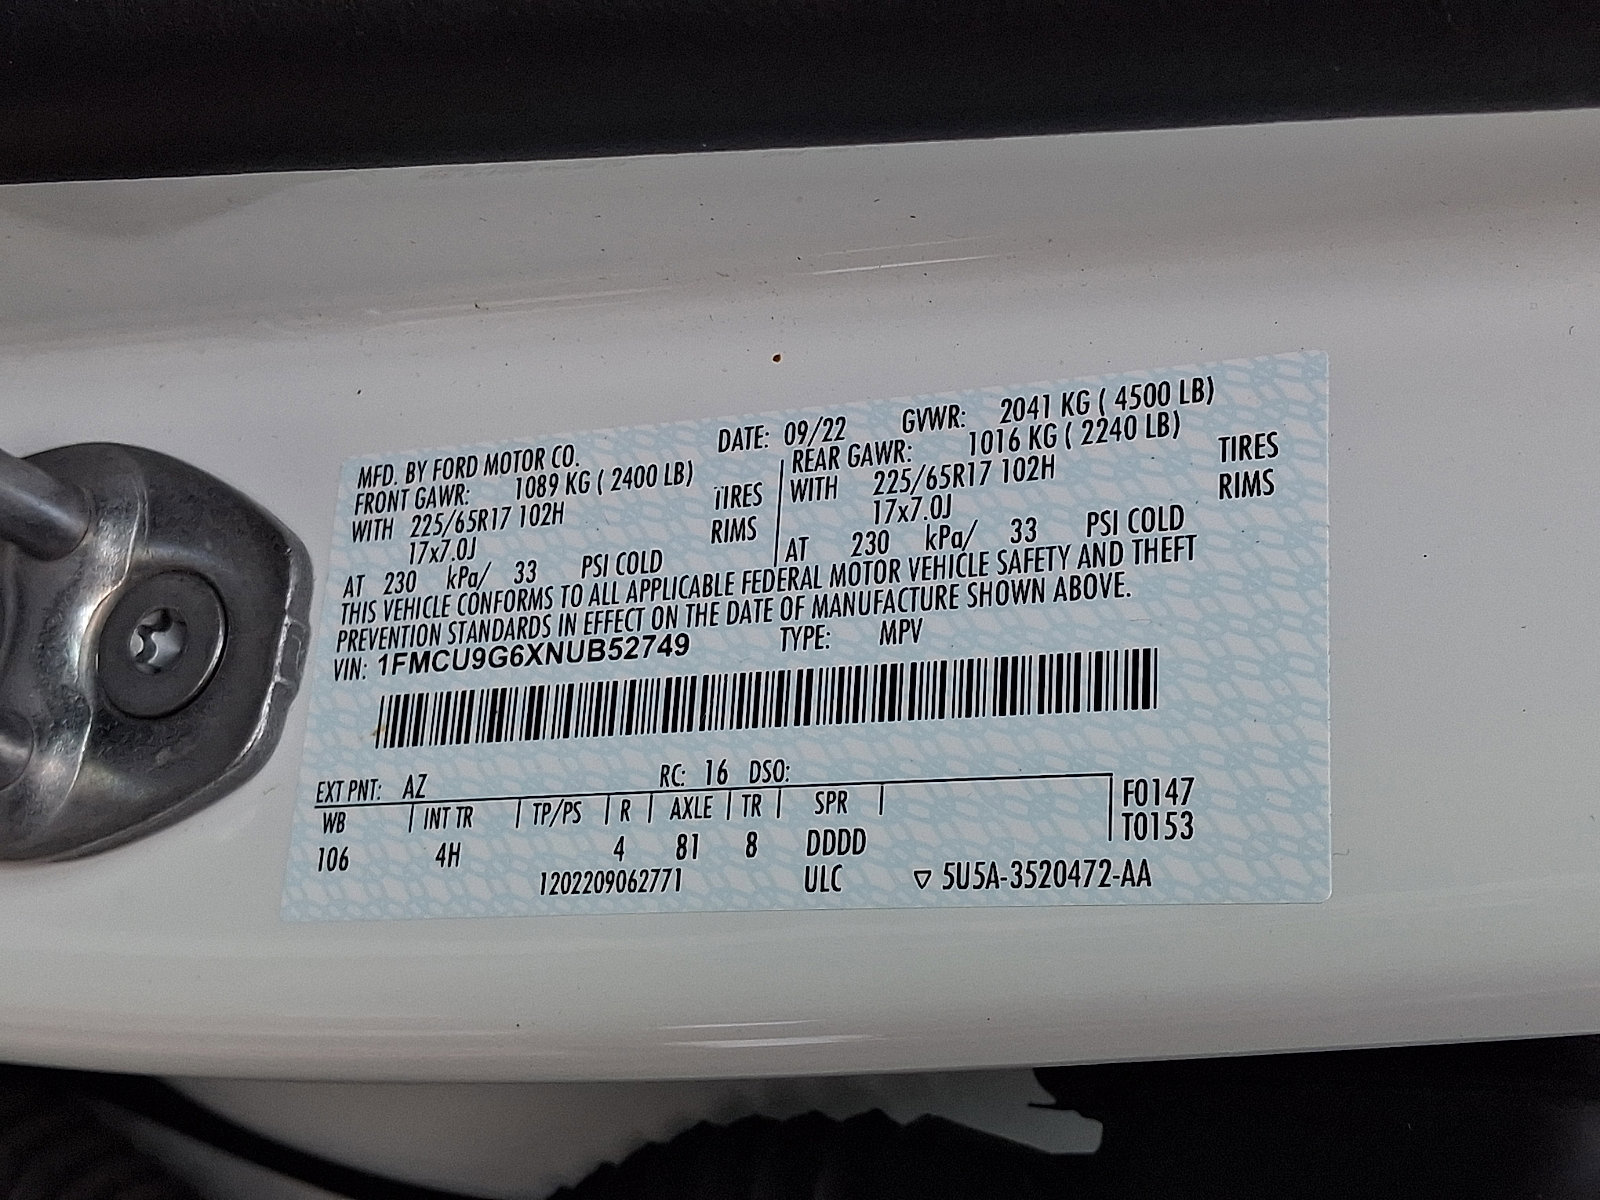 MFD. BY FORD MOTOR CO. DATE: 09/22 GVWR: 2041 KG ( 4500 LB)
FRONT GAWR: 1089 KG ( 2400 LB) REAR GAWR: 1016 KG ( 2240 LB)
WITH 225/65R17 102H TIRES WITH 225/65R17 102H TIRES
17x7.0J RIMS 17x7.0J RIMS
AT 230 kPa/ 33 PSI COLD AT 230 kPa/ 33 PSI COLD
THIS VEHICLE CONFORMS TO ALL APPLICABLE FEDERAL MOTOR VEHICLE SAFETY AND THEFT
PREVENTION STANDARDS IN EFFECT ON THE DATE OF MANUFACTURE SHOWN ABOVE.
VIN: 1FMCU9G6XNUB52749 TYPE: MPV
EXT PNT: AZ RC: 16 DSO:
WB | INT TR | TP/PS | R | AXLE | TR | SPR | | F0147
106 4H 4 81 8 DDDD T0153
1202209062771 ULC ▽ 5U5A-3520472-AA